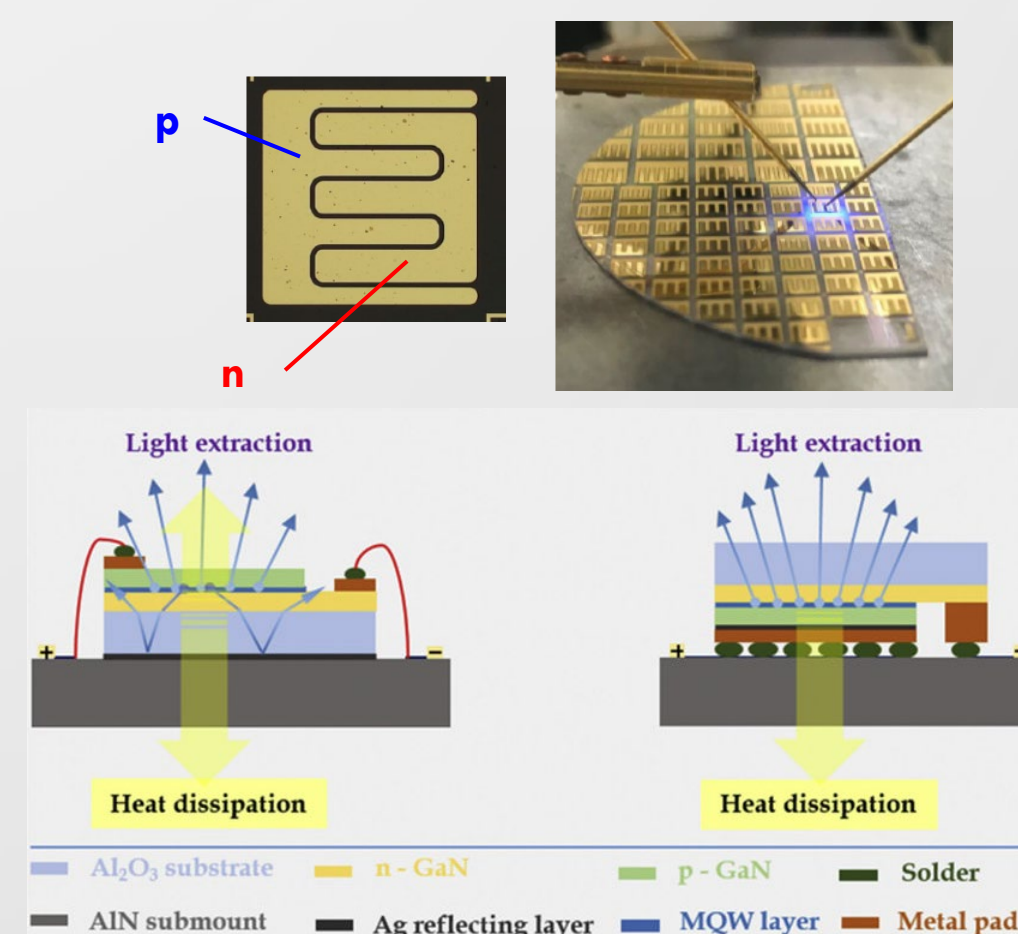 p
n
Light extraction
Light extraction
+
−
+
Heat dissipation
Heat dissipation
Al₂O₃ substrate
n - GaN
p - GaN
Solder
AlN submount
Ag reflecting layer
MQW layer
Metal pad